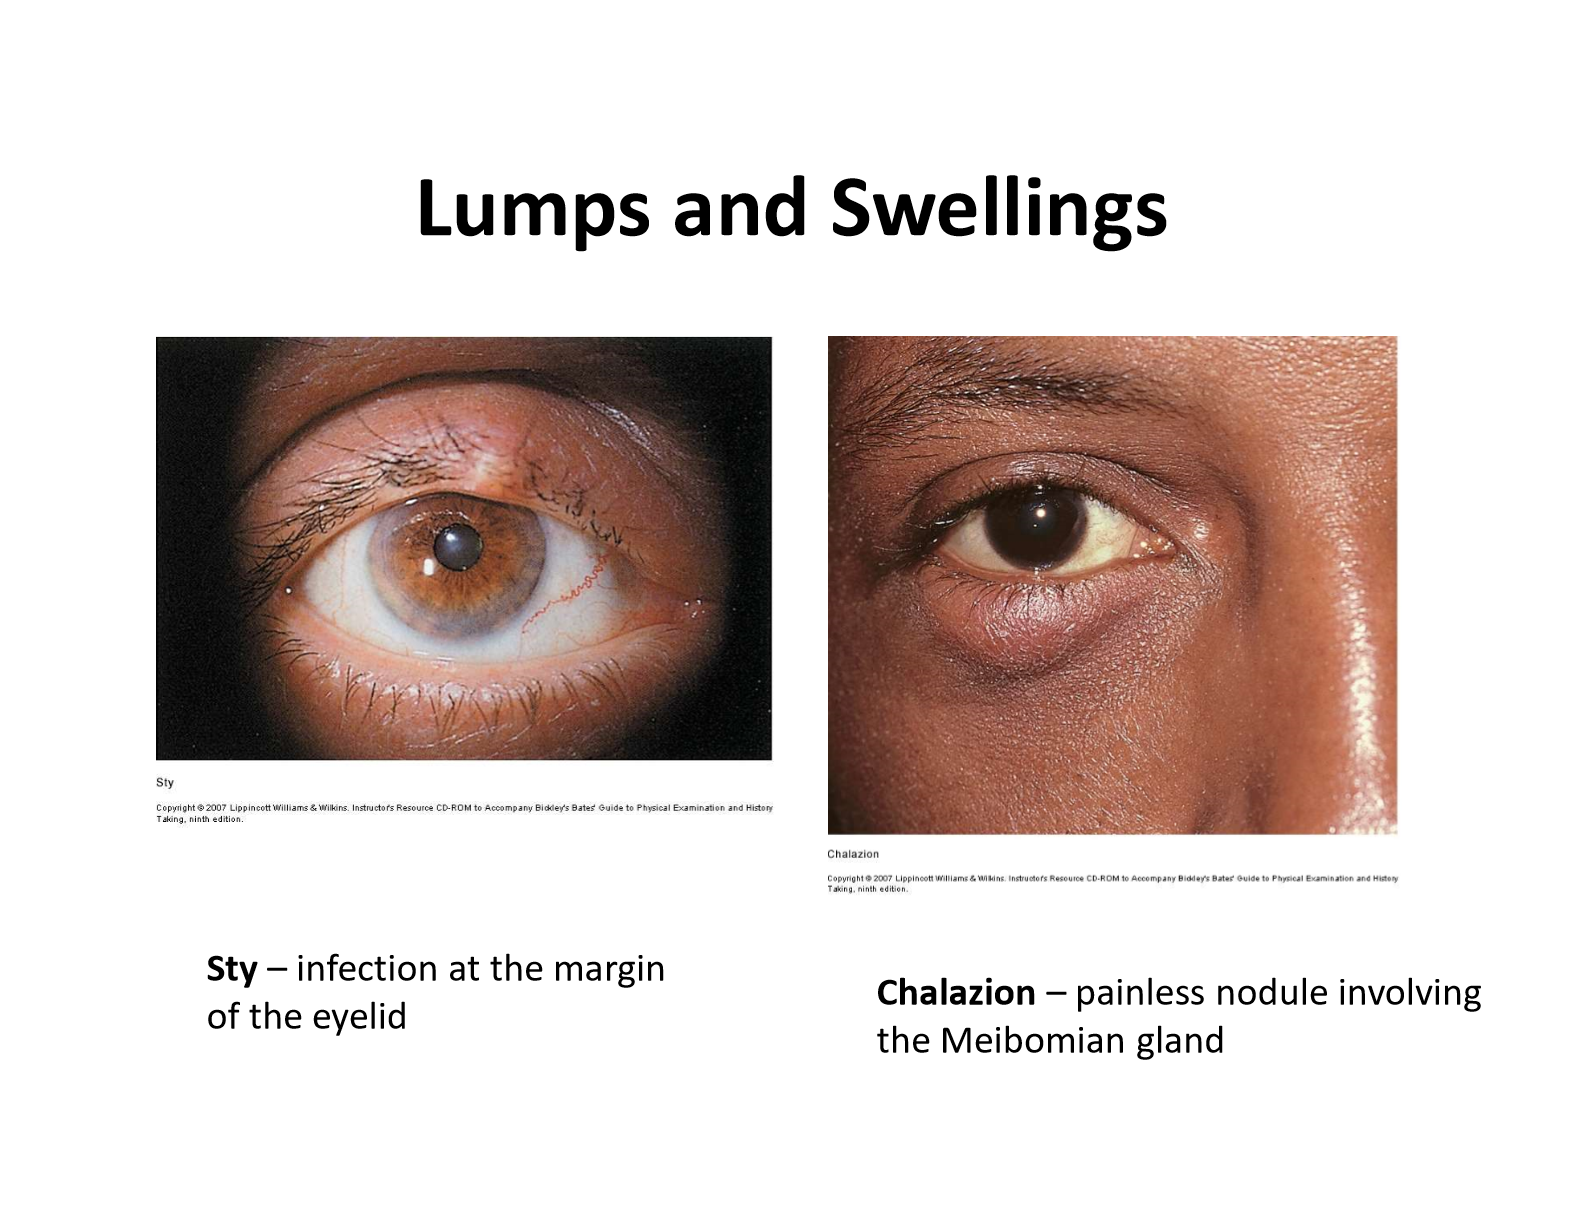 Lumps and Swellings
Sty
Copyright © 2007 Lippincott Williams & Wilkins. Instructor's Resource CD-ROM to Accompany Bickley's Bates' Guide to Physical Examination and History
Taking, ninth edition.
Chalazion
Copyright © 2007 Lippincott Williams & Wilkins. Instructor's Resource CD-ROM to Accompany Bickley's Bates' Guide to Physical Examination and History
Taking, ninth edition.
Sty – infection at the margin
of the eyelid
Chalazion – painless nodule involving
the Meibomian gland